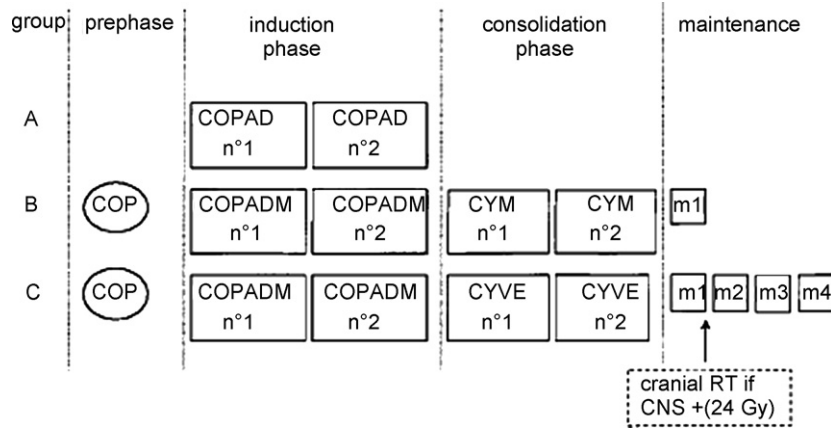 group prephase induction phase consolidation phase maintenance
A COPAD n°1 COPAD n°2
B COP COPADM n°1 COPADM n°2 CYM n°1 CYM n°2 m1
C COP COPADM n°1 COPADM n°2 CYVE n°1 CYVE n°2 m1 m2 m3 m4
cranial RT if
CNS +(24 Gy)